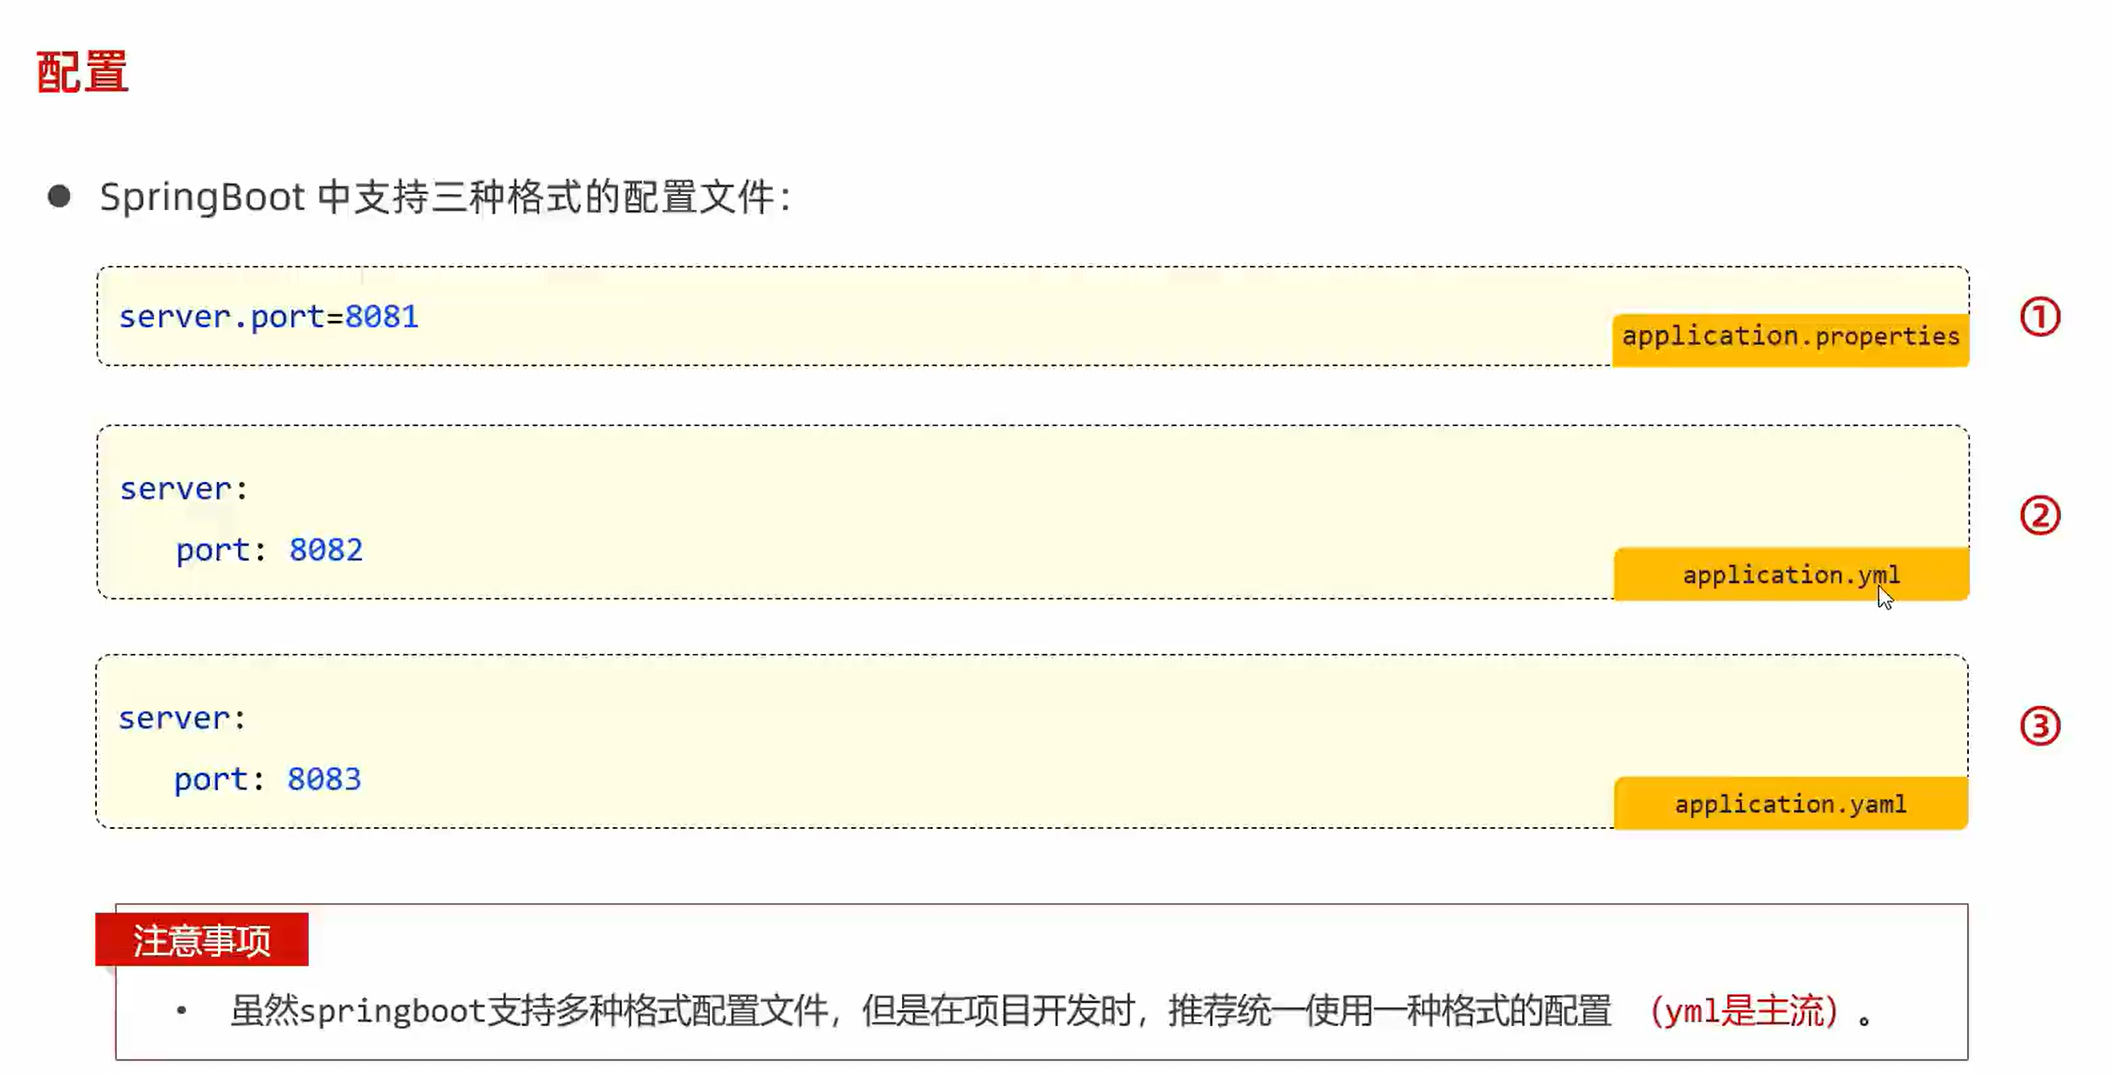 配置
● SpringBoot 中支持三种格式的配置文件：
server.port=8081
application.properties
①
server:
port: 8082
application.yml
②
server:
port: 8083
application.yaml
③
注意事项
• 虽然springboot支持多种格式配置文件，但是在项目开发时，推荐统一使用一种格式的配置 （yml是主流）。